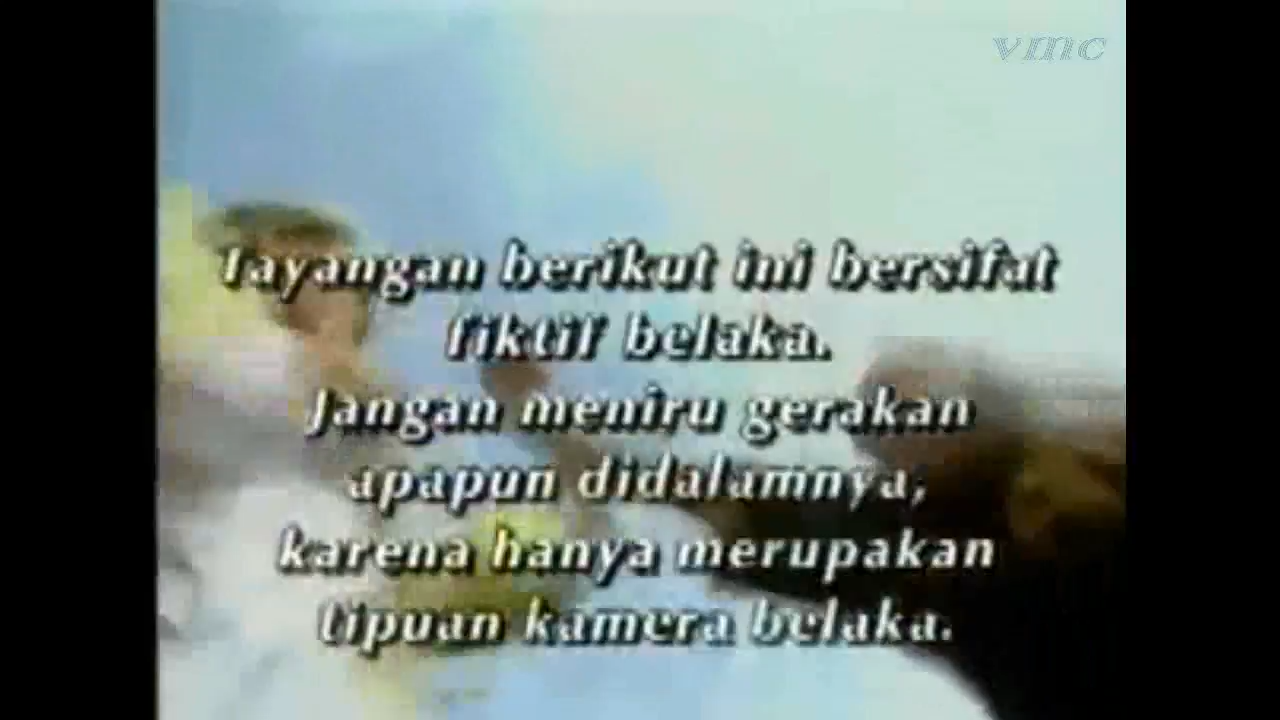 vmc
Tayangan berikut ini bersifat
fiktif belaka.
Jangan meniru gerakan
apapun didalamnya,
karena hanya merupakan
tipuan kamera belaka.